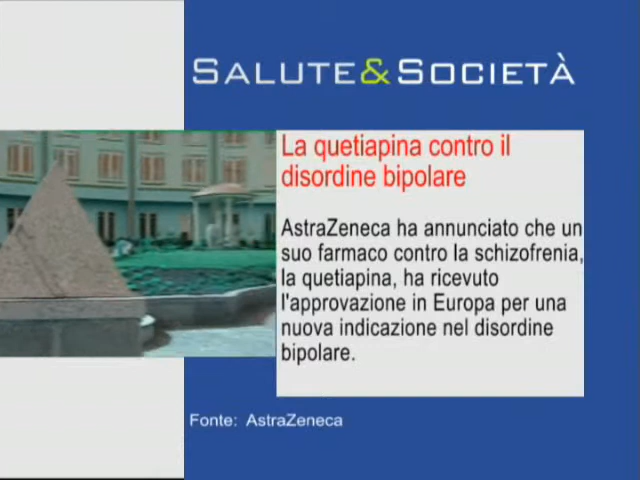 SALUTE&SOCIETÀ
La quetiapina contro il
disordine bipolare
AstraZeneca ha annunciato che un
suo farmaco contro la schizofrenia,
la quetiapina, ha ricevuto
l'approvazione in Europa per una
nuova indicazione nel disordine
bipolare.
Fonte: AstraZeneca